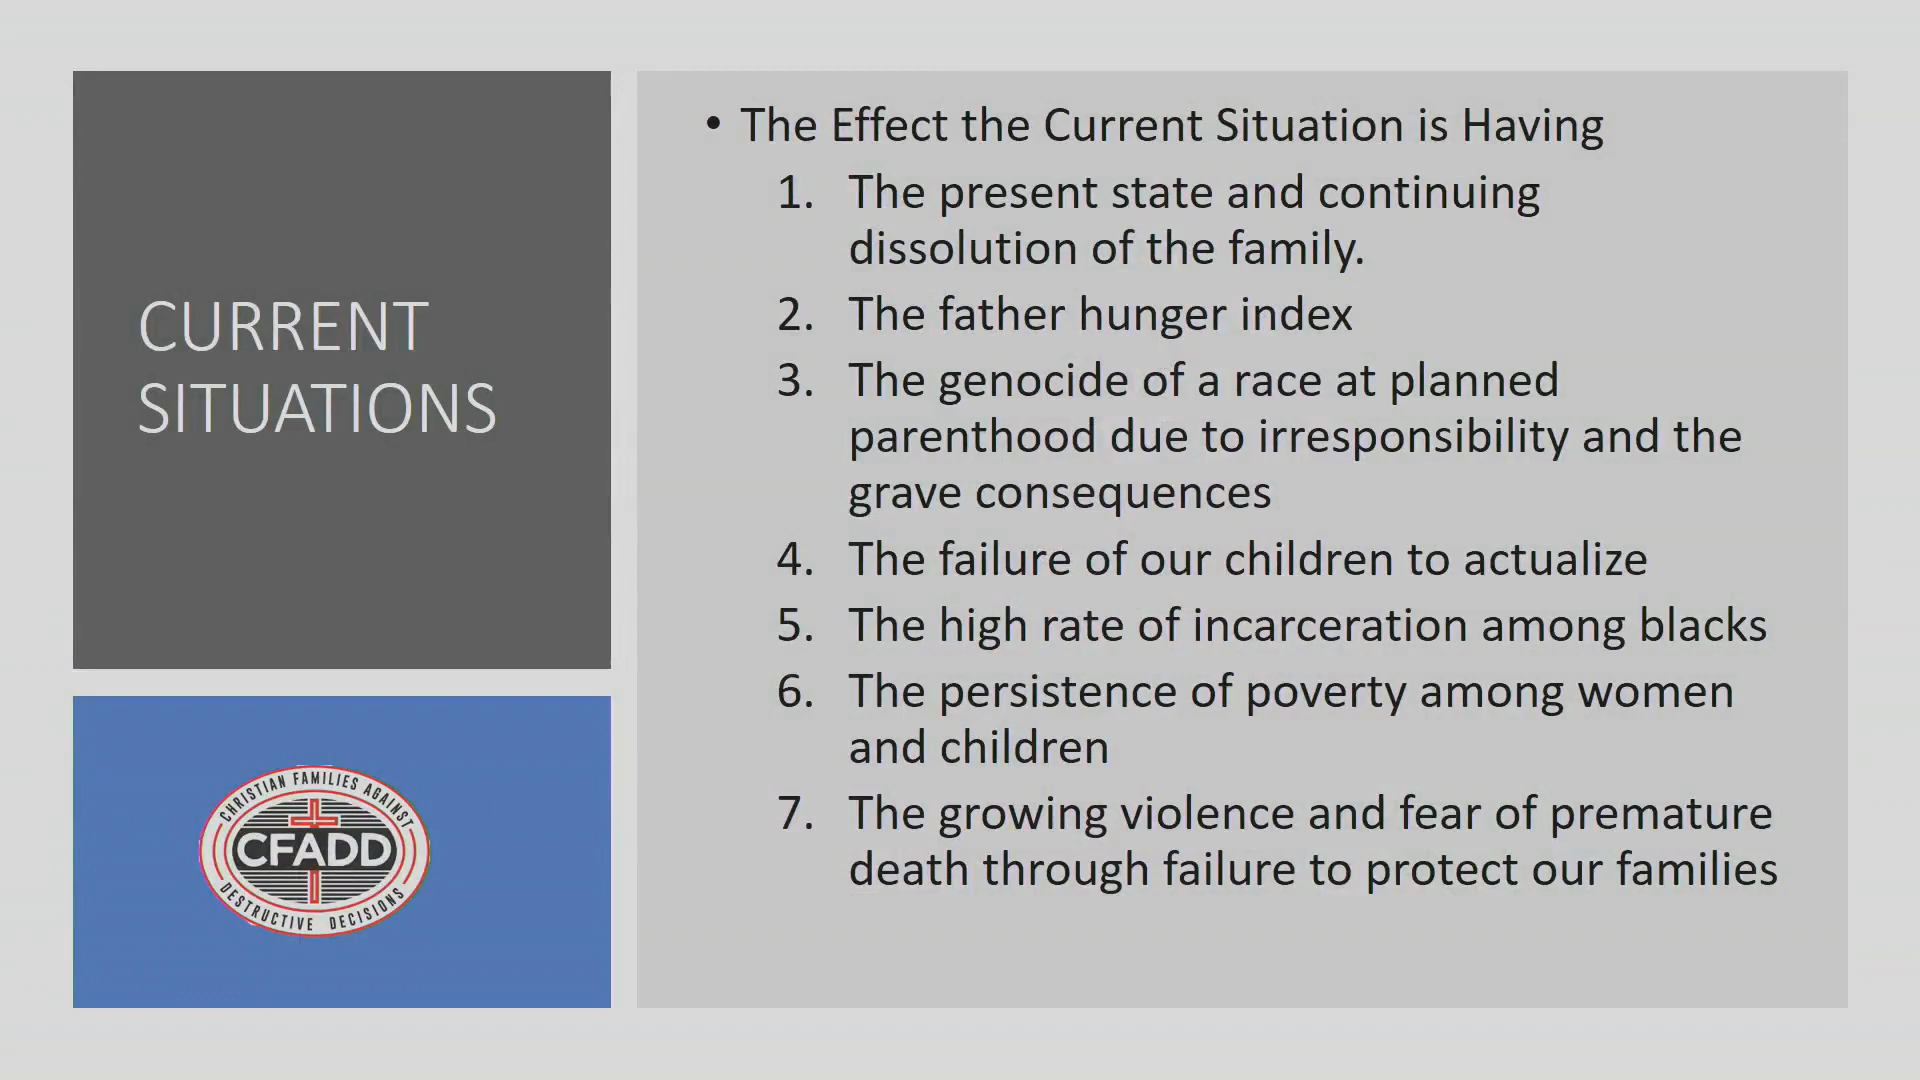 CURRENT
SITUATIONS
CHRISTIAN FAMILIES AGAINST
CFADD
DESTRUCTIVE DECISIONS
• The Effect the Current Situation is Having
1. The present state and continuing
dissolution of the family.
2. The father hunger index
3. The genocide of a race at planned
parenthood due to irresponsibility and the
grave consequences
4. The failure of our children to actualize
5. The high rate of incarceration among blacks
6. The persistence of poverty among women
and children
7. The growing violence and fear of premature
death through failure to protect our families